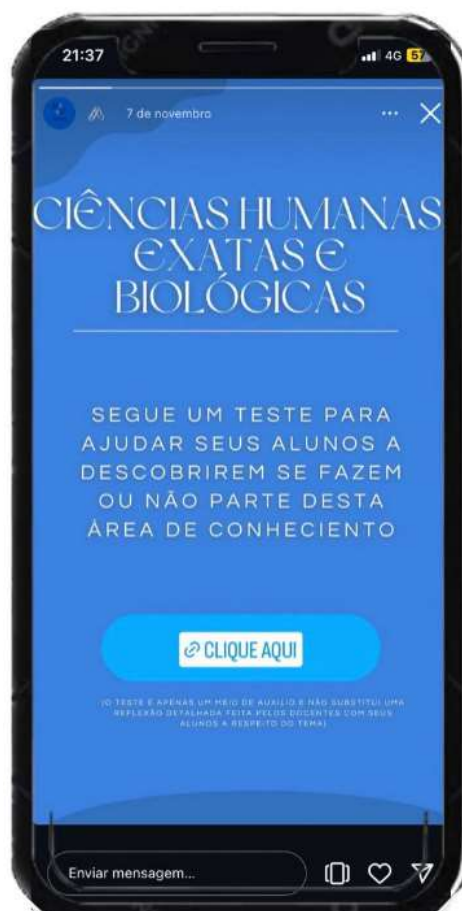 21:37
4G 57
7 de novembro
CIÊNCIAS HUMANAS
EXATAS E
BIOLÓGICAS
SEGUE UM TESTE PARA
AJUDAR SEUS ALUNOS A
DESCOBRIREM SE FAZEM
OU NÃO PARTE DESTA
ÁREA DE CONHECIENTO
CLIQUE AQUI
(O TESTE É APENAS UM MEIO DE AUXÍLIO E NÃO SUBSTITUI UMA
REFLEXÃO DETALHADA FEITA PELOS DOCENTES COM SEUS
ALUNOS A RESPEITO DO TEMA)
Enviar mensagem...